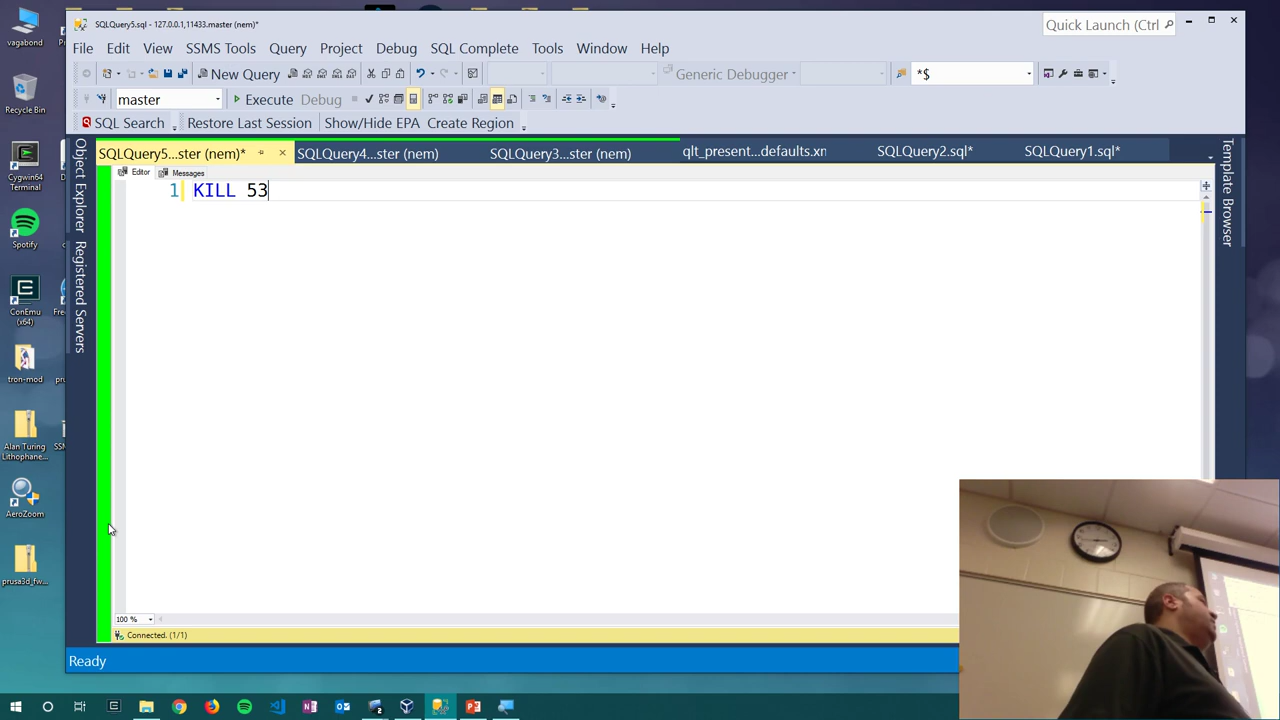 vagabond
Recycle Bin
Cygwin64
Terminal
Spotify
ConEmu
(x64)
tron-mod
Alan Turing
Lithophane...
AeroZoom
prusa3d_fw...
SQLQuery5.sql - 127.0.0.1,11433.master (nem)*
Quick Launch (Ctrl
File Edit View SSMS Tools Query Project Debug SQL Complete Tools Window Help
New Query
Generic Debugger
*$
master
Execute Debug
SQL Search
Restore Last Session
Show/Hide EPA
Create Region
SQLQuery5...ster (nem)*
SQLQuery4...ster (nem)
SQLQuery3...ster (nem)
qlt_present...defaults.xn
SQLQuery2.sql*
SQLQuery1.sql*
Object Explorer
Registered Servers
Template Browser
Editor
Messages
1 KILL 53
100 %
Connected. (1/1)
Ready